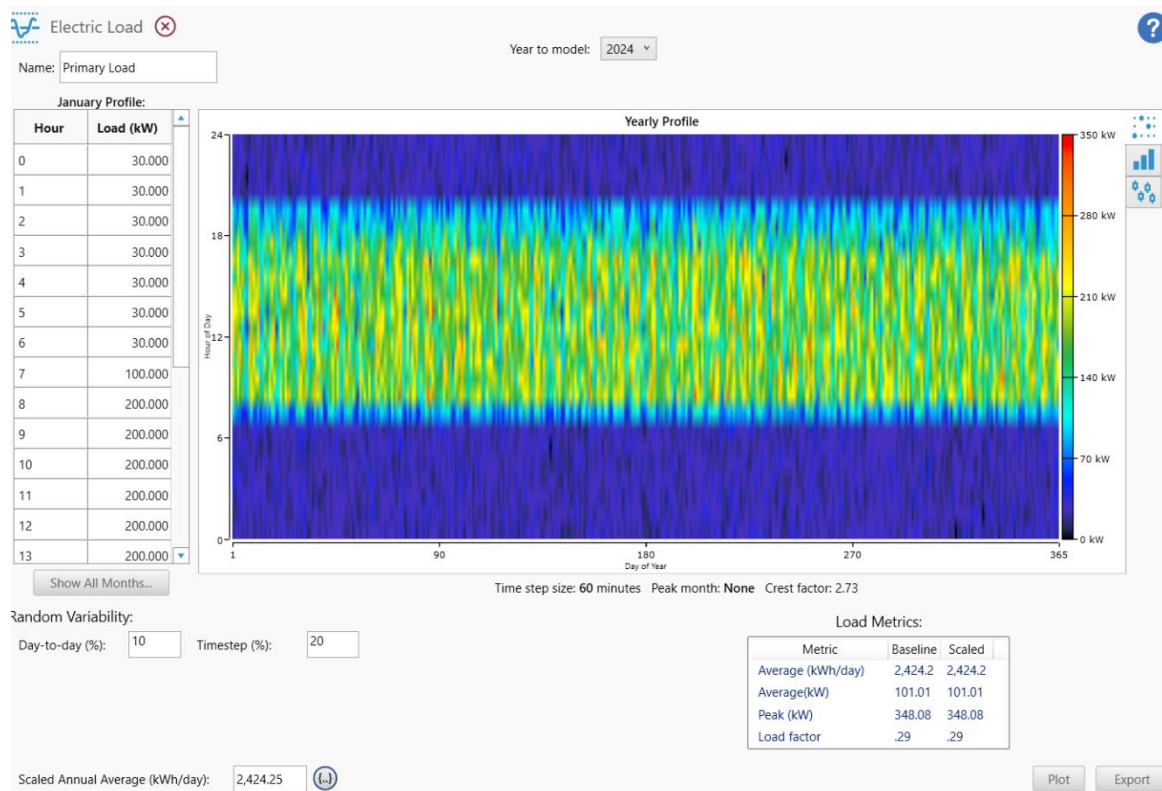 Electric Load
?
Name: Primary Load
Year to model: 2024
January Profile:
Hour Load (kW)
0 30.000
1 30.000
2 30.000
3 30.000
4 30.000
5 30.000
6 30.000
7 100.000
8 200.000
9 200.000
10 200.000
11 200.000
12 200.000
13 200.000
Show All Months...
Yearly Profile
24
18
12
6
0
Hour of Day
1 90 180 270 365
Day of Year
350 kW
280 kW
210 kW
140 kW
70 kW
0 kW
Time step size: 60 minutes Peak month: None Crest factor: 2.73
Random Variability:
Day-to-day (%): 10 Timestep (%): 20
Load Metrics:
Metric Baseline Scaled
Average (kWh/day) 2,424.2 2,424.2
Average(kW) 101.01 101.01
Peak (kW) 348.08 348.08
Load factor .29 .29
Scaled Annual Average (kWh/day): 2,424.25 {..}
Plot Export